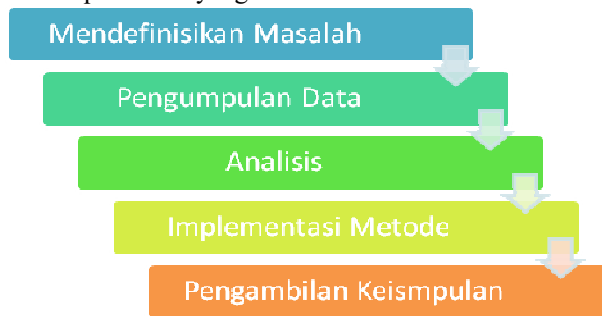 Mendefinisikan Masalah
Pengumpulan Data
Analisis
Implementasi Metode
Pengambilan Keismpulan